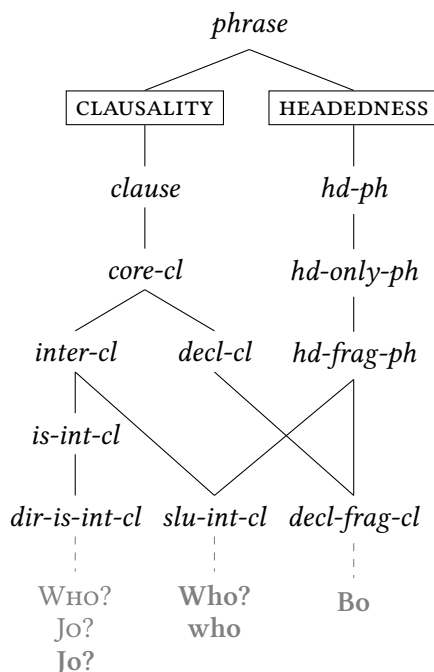 phrase
CLAUSALITY HEADEDNESS
clause hd-ph
core-cl hd-only-ph
inter-cl decl-cl hd-frag-ph
is-int-cl
dir-is-int-cl slu-int-cl decl-frag-cl
WHO? Who? Bo
JO? who
Jo?